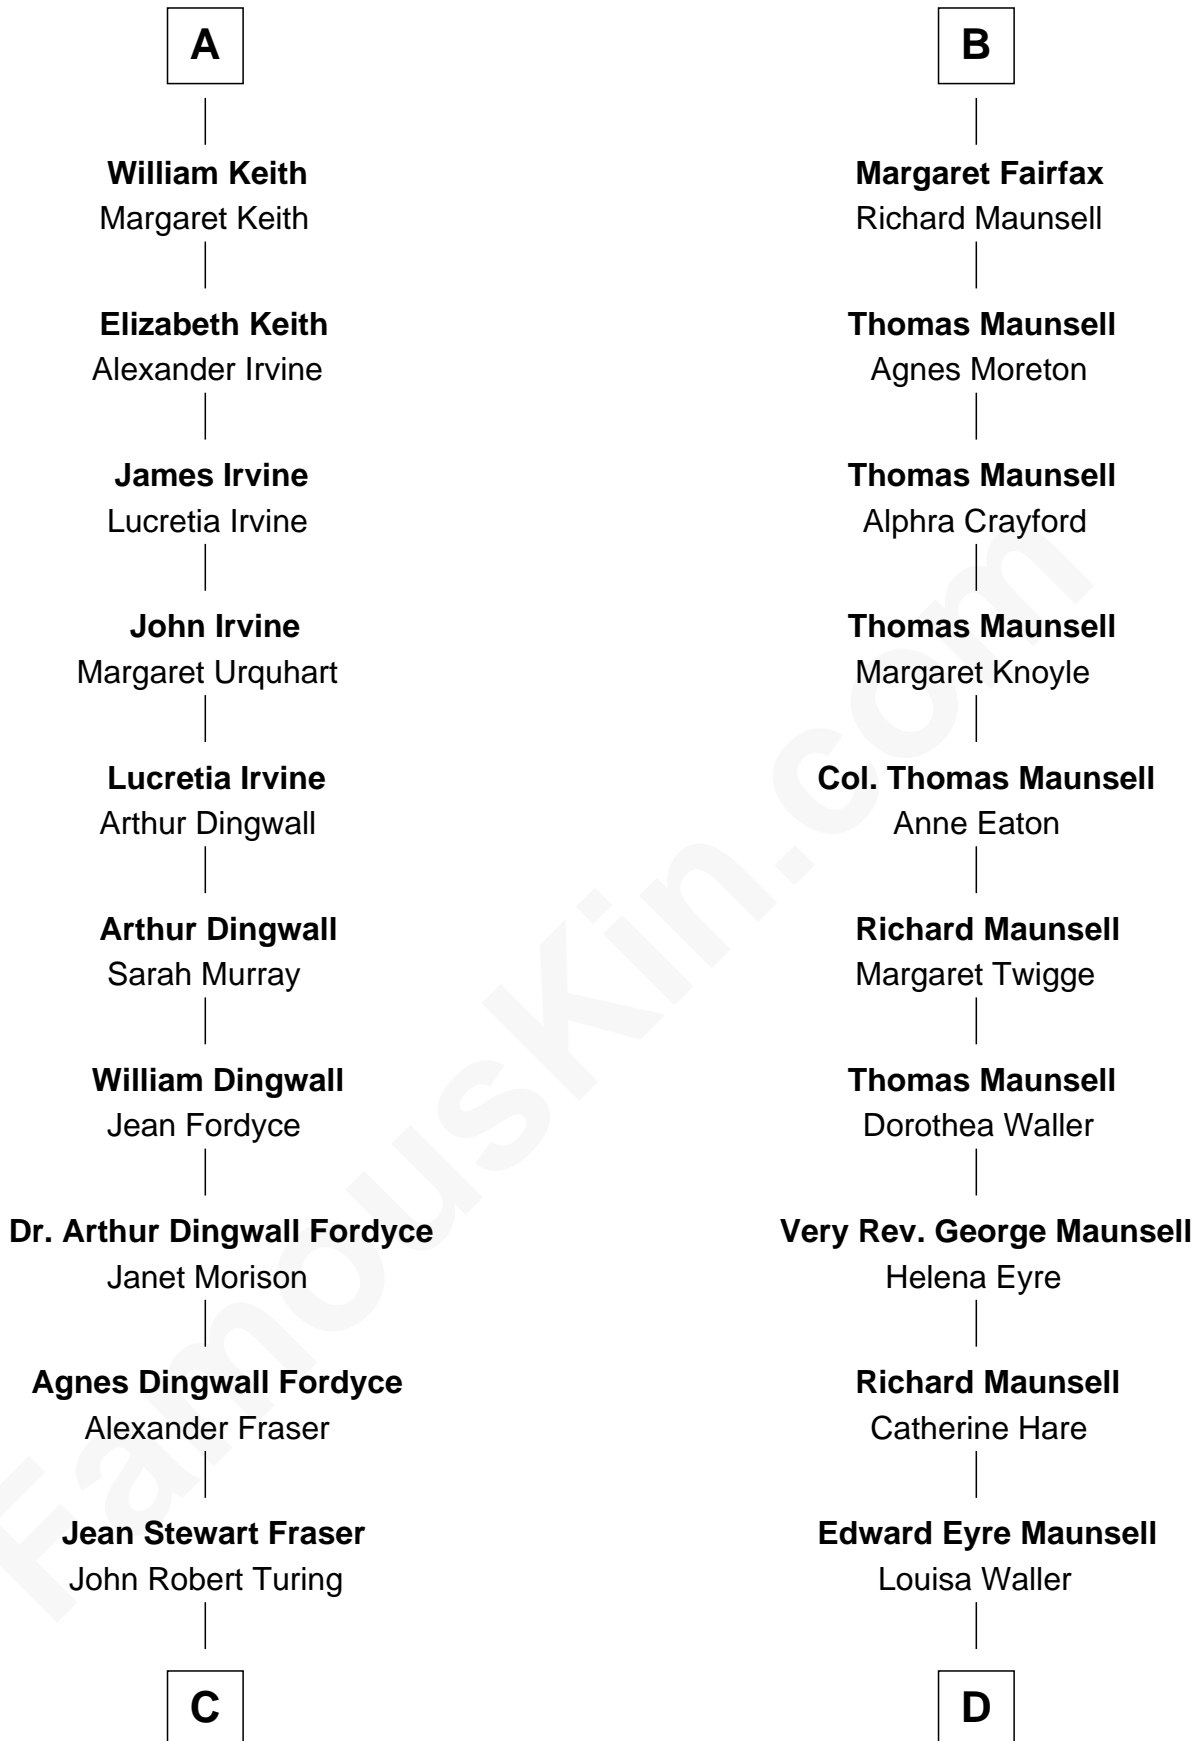 A
William Keith
Margaret Keith
Elizabeth Keith
Alexander Irvine
James Irvine
Lucretia Irvine
John Irvine
Margaret Urquhart
Lucretia Irvine
Arthur Dingwall
Arthur Dingwall
Sarah Murray
William Dingwall
Jean Fordyce
Dr. Arthur Dingwall Fordyce
Janet Morison
Agnes Dingwall Fordyce
Alexander Fraser
Jean Stewart Fraser
John Robert Turing
C
B
Margaret Fairfax
Richard Maunsell
Thomas Maunsell
Agnes Moreton
Thomas Maunsell
Alphra Crayford
Thomas Maunsell
Margaret Knoyle
Col. Thomas Maunsell
Anne Eaton
Richard Maunsell
Margaret Twigge
Thomas Maunsell
Dorothea Waller
Very Rev. George Maunsell
Helena Eyre
Richard Maunsell
Catherine Hare
Edward Eyre Maunsell
Louisa Waller
D
FamousKin.com